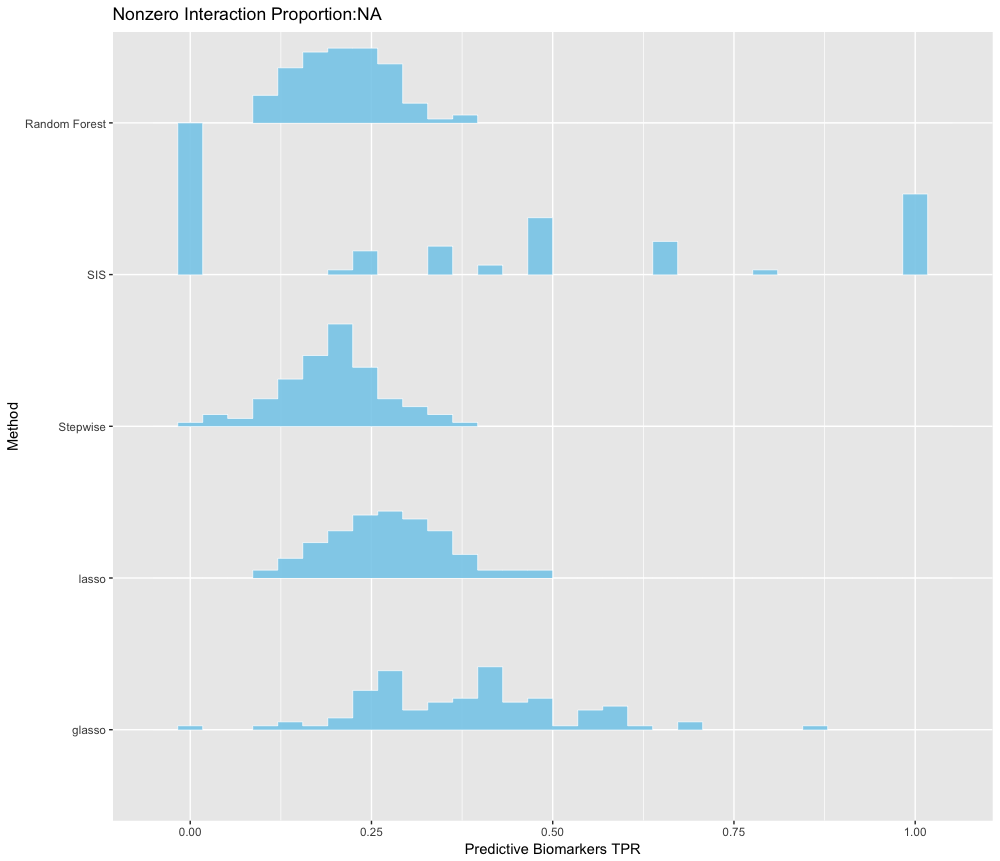 Nonzero Interaction Proportion:NA
Random Forest
SIS
Stepwise
lasso
glasso
Method
0.00 0.25 0.50 0.75 1.00
Predictive Biomarkers TPR